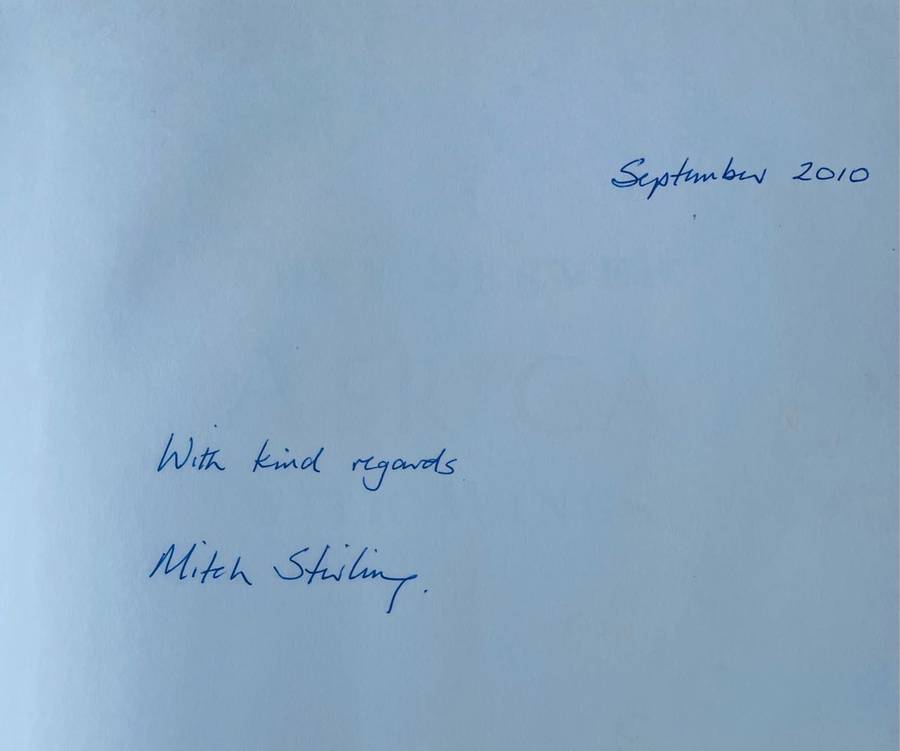 September 2010
With kind regards
Mitch Stirling.